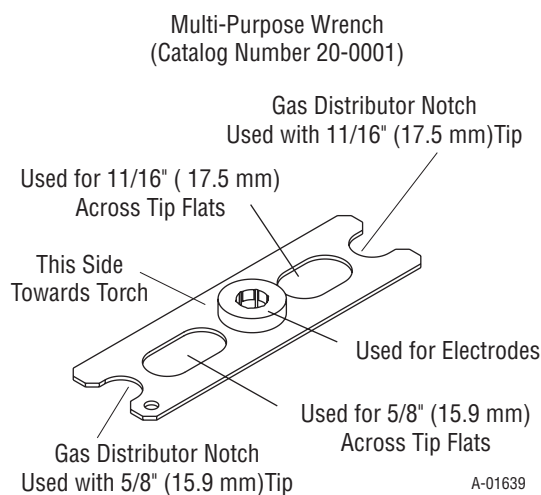 Multi-Purpose Wrench
(Catalog Number 20-0001)
Gas Distributor Notch
Used with 11/16" (17.5 mm)Tip
Used for 11/16" ( 17.5 mm)
Across Tip Flats
This Side
Towards Torch
Used for Electrodes
Used for 5/8" (15.9 mm)
Across Tip Flats
Gas Distributor Notch
Used with 5/8" (15.9 mm)Tip
A-01639